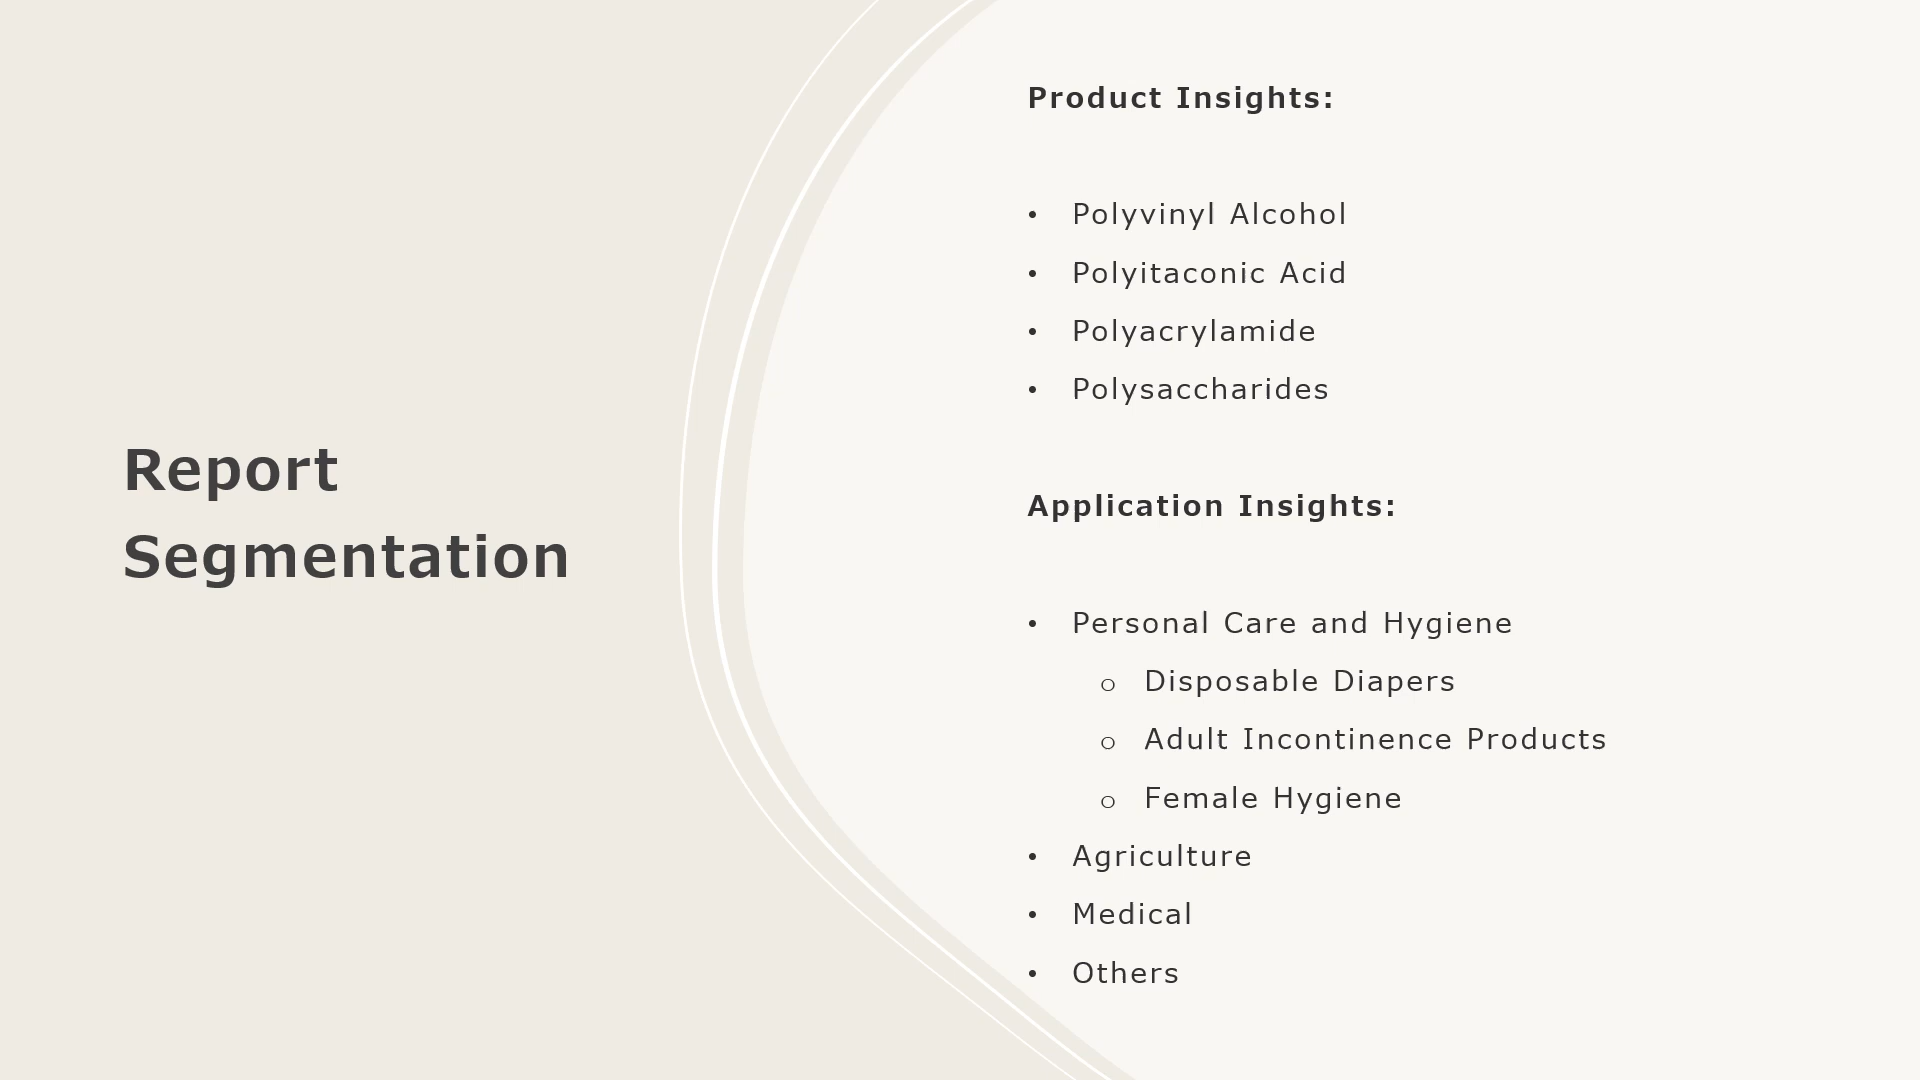 Report
Segmentation
Product Insights:
• Polyvinyl Alcohol
• Polyitaconic Acid
• Polyacrylamide
• Polysaccharides
Application Insights:
• Personal Care and Hygiene
o Disposable Diapers
o Adult Incontinence Products
o Female Hygiene
• Agriculture
• Medical
• Others